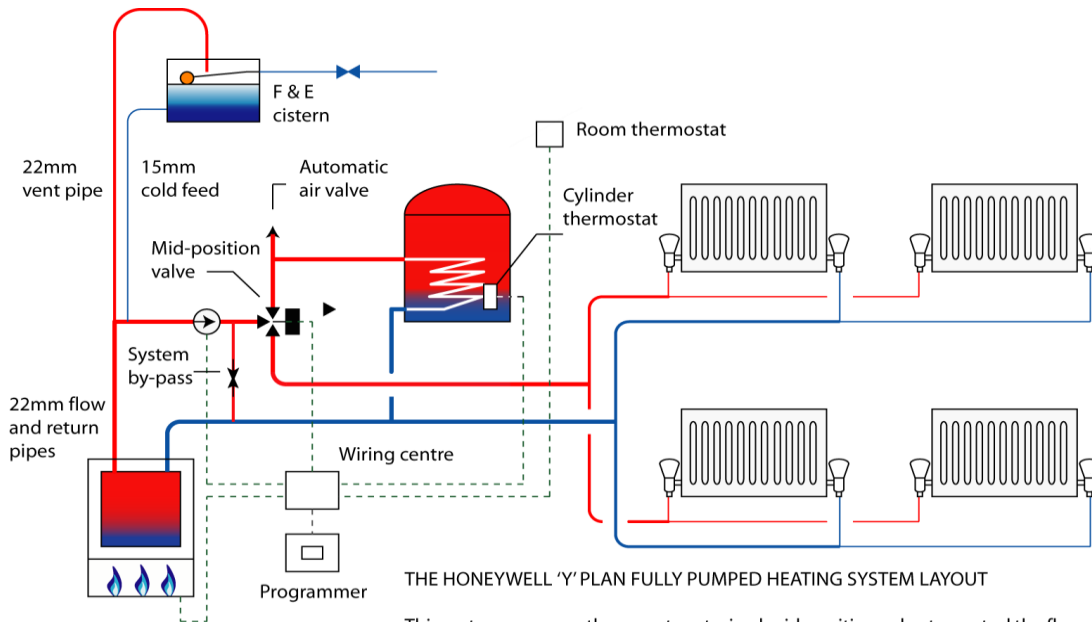 F & E
cistern
Room thermostat
22mm
vent pipe
15mm
cold feed
Automatic
air valve
Cylinder
thermostat
Mid-position
valve
System
by-pass
22mm flow
and return
pipes
Wiring centre
Programmer
THE HONEYWELL ‘Y’ PLAN FULLY PUMPED HEATING SYSTEM LAYOUT